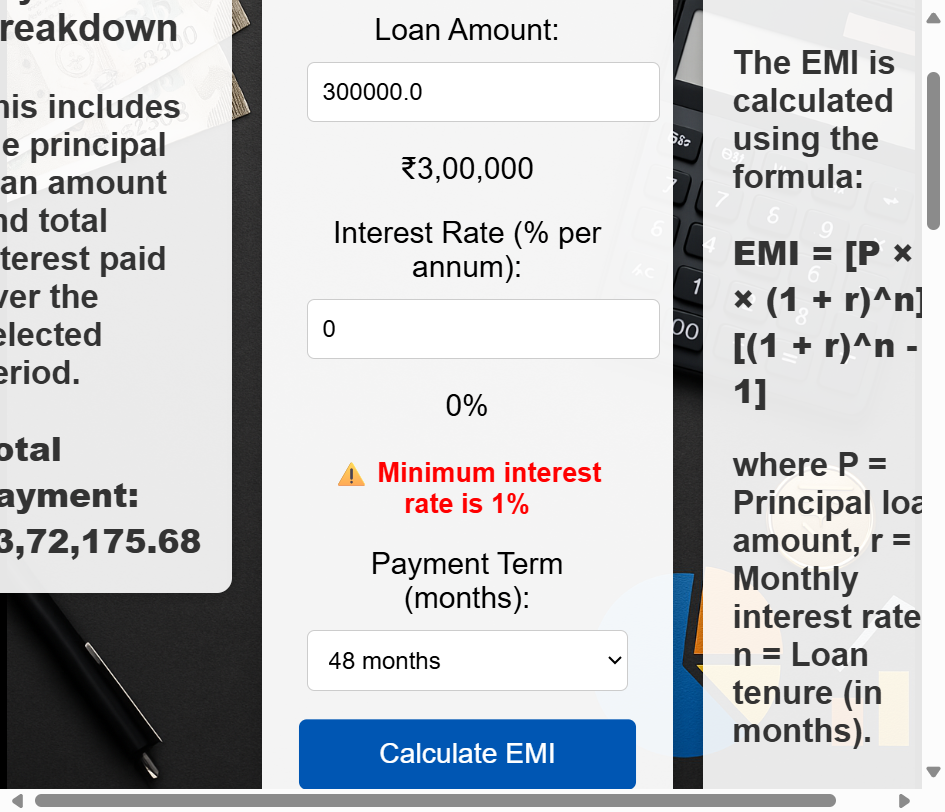 reakdown
his includes
e principal
an amount
nd total
terest paid
ver the
elected
eriod.
otal
ayment:
3,72,175.68
Loan Amount:
300000.0
₹3,00,000
Interest Rate (% per
annum):
0
0%
⚠ Minimum interest
rate is 1%
Payment Term
(months):
48 months
Calculate EMI
The EMI is
calculated
using the
formula:
EMI = [P ×
× (1 + r)^n]
[(1 + r)^n -
1]
where P =
Principal loa
amount, r =
Monthly
interest rate
n = Loan
tenure (in
months).